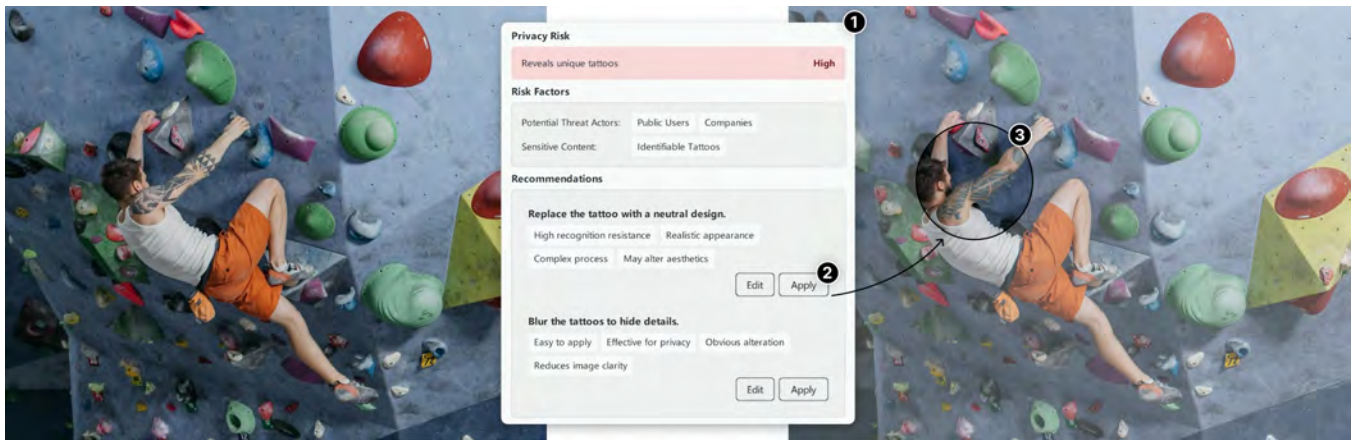 1
Privacy Risk
Reveals unique tattoos High
Risk Factors
Potential Threat Actors: Public Users Companies
Sensitive Content: Identifiable Tattoos
Recommendations
Replace the tattoo with a neutral design.
High recognition resistance Realistic appearance
Complex process May alter aesthetics
2
Edit Apply
Blur the tattoos to hide details.
Easy to apply Effective for privacy Obvious alteration
Reduces image clarity
Edit Apply
3